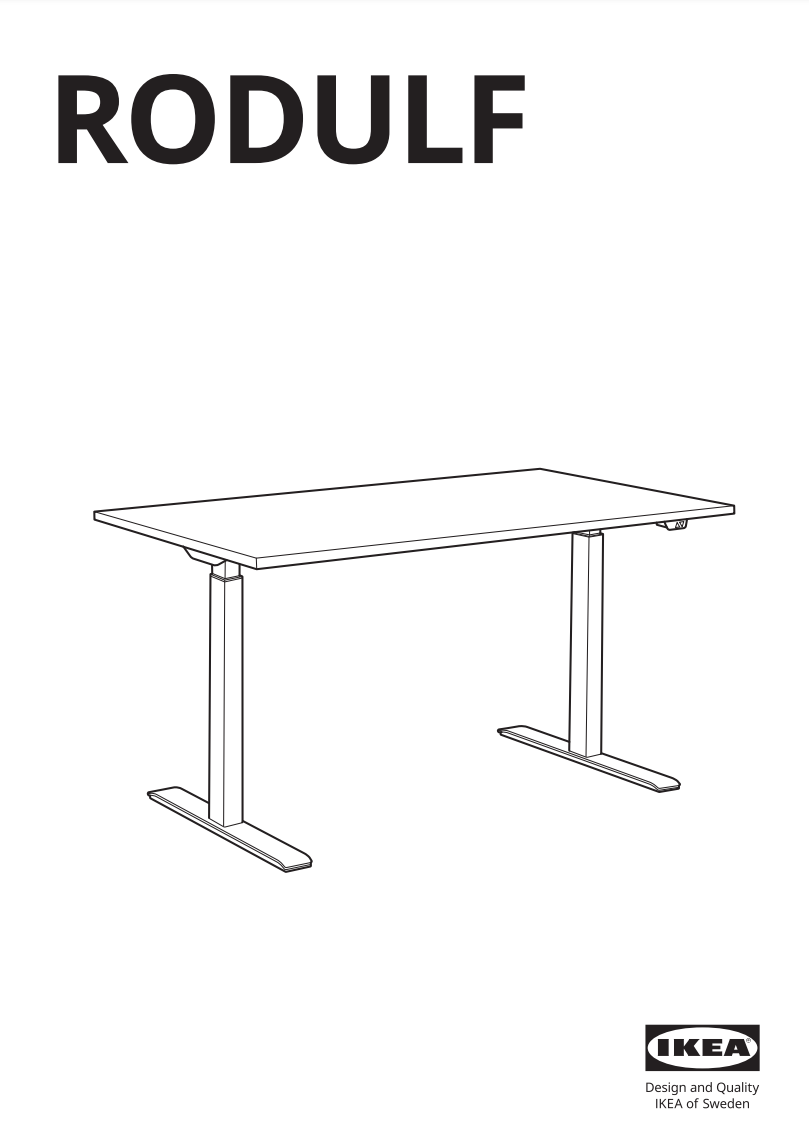 RODULF
IKEA®
Design and Quality
IKEA of Sweden